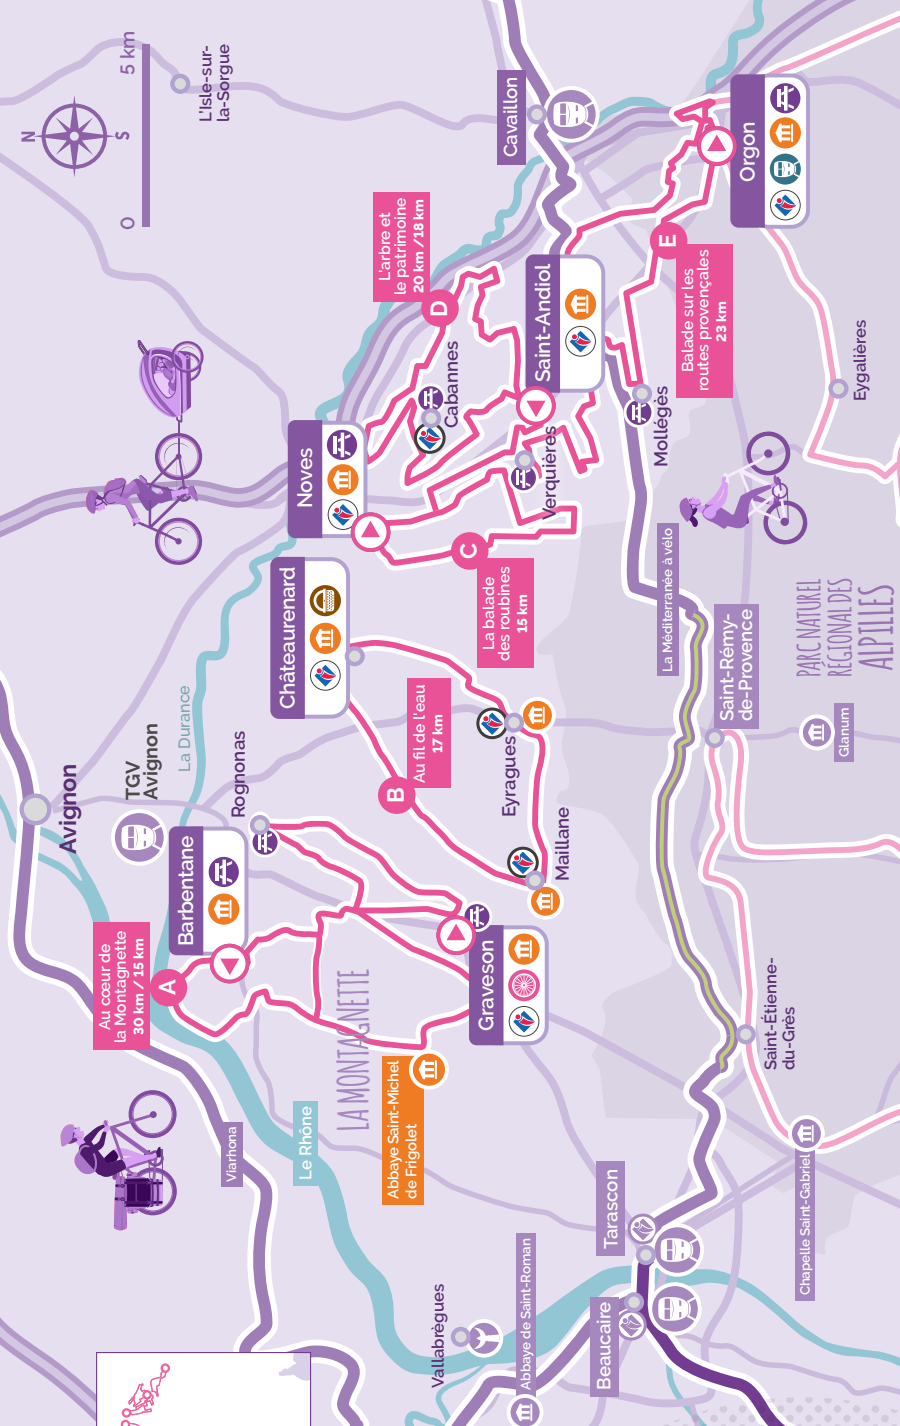 Avignon
TGV
Avignon
Viarhona
Le Rhône
Au cœur de
la Montagnette
30 km / 15 km
A
Barbentane
Rognonas
La Durance
LA MONTAGNETTE
Abbaye Saint-Michel
de Frigolet
Graveson
Vallabrègues
Abbaye de Saint-Roman
Beaucaire
Tarascon
Chapelle Saint-Gabriel
Saint-Étienne-
du-Grès
Maillane
Eyragues
B
Au fil de l'eau
17 km
Châteaurenard
Noves
C
La balade
des roubines
15 km
Verquières
Cabannes
D
L'arbre et
le patrimoine
20 km /18 km
Saint-Andiol
Mollégès
E
Balade sur les
routes provençales
23 km
Orgon
Cavaillon
L'Isle-sur-
la-Sorgue
N
S
0
5 km
Eygalières
La Méditerranée à vélo
Saint-Rémy-
de-Provence
Glanum
PARC NATUREL
RÉGIONAL DES
ALPILLES